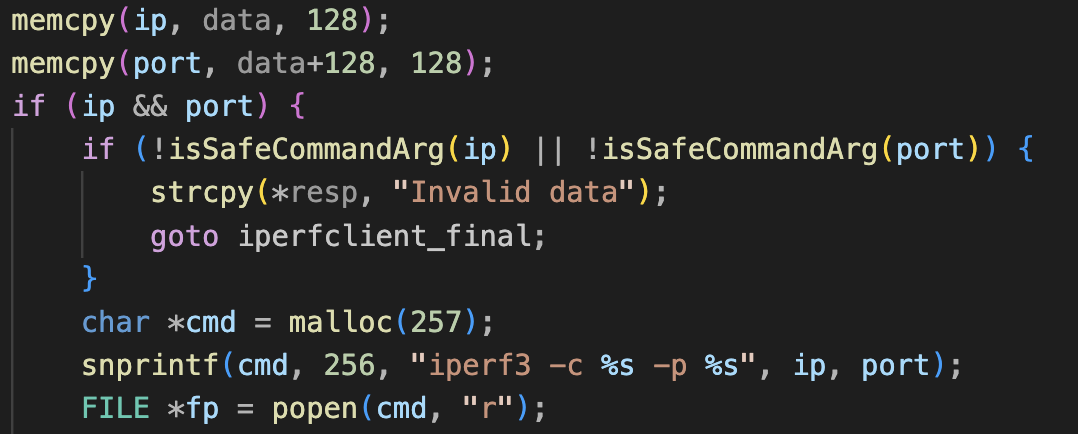 memcpy(ip, data, 128);
memcpy(port, data+128, 128);
if (ip && port) {
    if (!isSafeCommandArg(ip) || !isSafeCommandArg(port)) {
        strcpy(*resp, "Invalid data");
        goto iperfclient_final;
    }
    char *cmd = malloc(257);
    snprintf(cmd, 256, "iperf3 -c %s -p %s", ip, port);
    FILE *fp = popen(cmd, "r");